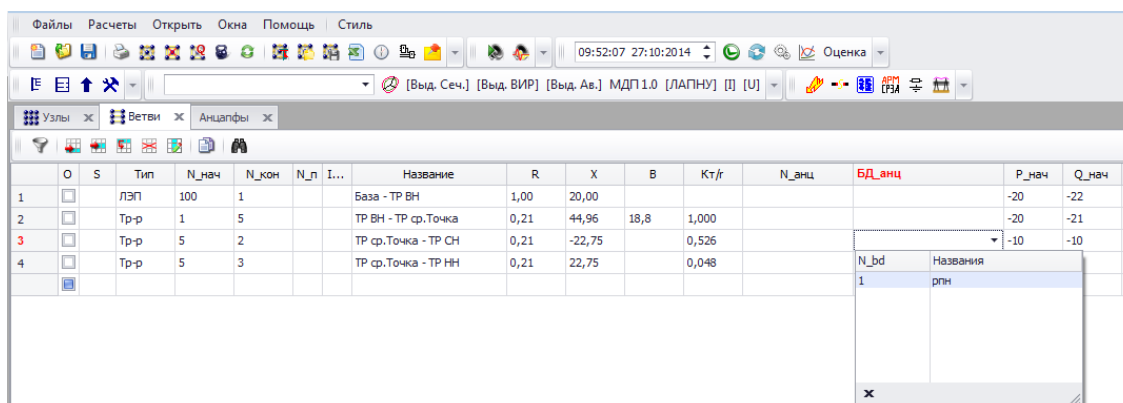 Файлы Расчеты Открыть Окна Помощь Стиль
09:52:07 27:10:2014 Оценка
[Выд. Сеч.] [Выд. ВИР] [Выд. Ав.] МДП 1.0 [ЛАПНУ] [I] [U] АРМ СРЗА
Узлы Ветви Анцапфы
O S Тип N_нач N_кон N_п I... Название R X B Кт/r N_анц БД_анц P_нач Q_нач
1 ЛЭП 100 1 База - ТР ВН 1,00 20,00 -20 -22
2 Тр-р 1 5 ТР ВН - ТР ср.Точка 0,21 44,96 18,8 1,000 -20 -21
3 Тр-р 5 2 ТР ср.Точка - ТР СН 0,21 -22,75 0,526 -10 -10
4 Тр-р 5 3 ТР ср.Точка - ТР НН 0,21 22,75 0,048
N_bd Названия
1 рпн